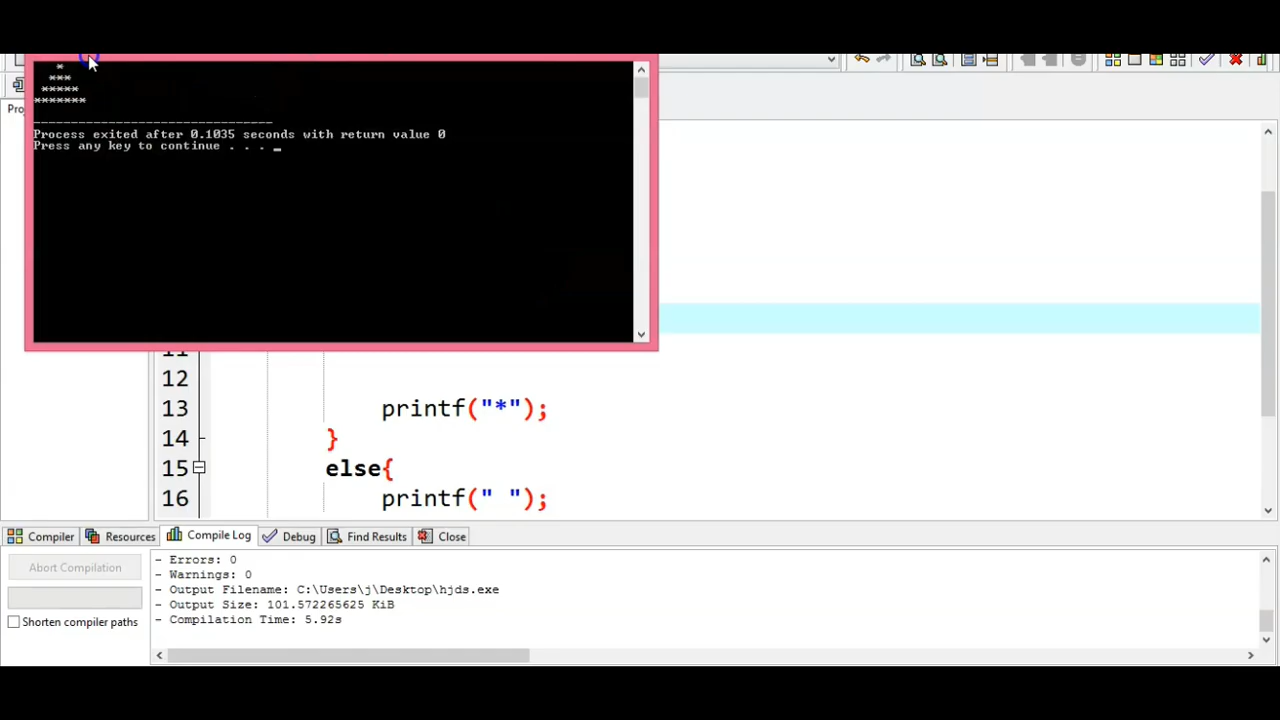 *
***
*****
*******
--------------------------------
Process exited after 0.1035 seconds with return value 0
Press any key to continue . . . _
12
13 printf("*");
14 }
15 else{
16 printf(" ");
Compiler Resources Compile Log Debug Find Results Close
Abort Compilation
Shorten compiler paths
- Errors: 0
- Warnings: 0
- Output Filename: C:\Users\j\Desktop\hjds.exe
- Output Size: 101.572265625 KiB
- Compilation Time: 5.92s